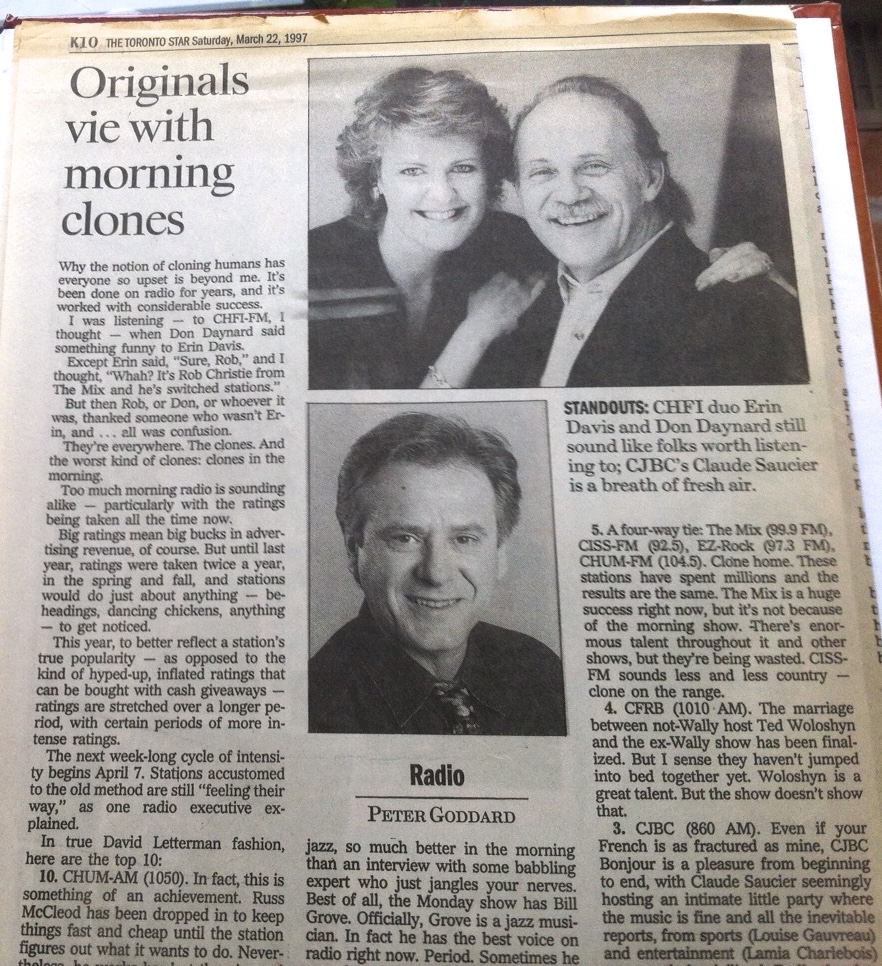 K10 THE TORONTO STAR Saturday, March 22, 1997
Originals
vie with
morning
clones
Why the notion of cloning humans has
everyone so upset is beyond me. It's
been done on radio for years, and it's
worked with considerable success.
I was listening — to CHFI-FM, I
thought — when Don Daynard said
something funny to Erin Davis.
Except Erin said, "Sure, Rob," and I
thought, "Whah? It's Rob Christie from
The Mix and he's switched stations."
But then Rob, or Don, or whoever it
was, thanked someone who wasn't Er-
in, and . . . all was confusion.
They're everywhere. The clones. And
the worst kind of clones: clones in the
morning.
Too much morning radio is sounding
alike — particularly with the ratings
being taken all the time now.
Big ratings mean big bucks in adver-
tising revenue, of course. But until last
year, ratings were taken twice a year,
in the spring and fall, and stations
would do just about anything — be-
headings, dancing chickens, anything
— to get noticed.
This year, to better reflect a station's
true popularity — as opposed to the
kind of hyped-up, inflated ratings that
can be bought with cash giveaways —
ratings are stretched over a longer pe-
riod, with certain periods of more in-
tense ratings.
The next week-long cycle of intensi-
ty begins April 7. Stations accustomed
to the old method are still "feeling their
way," as one radio executive ex-
plained.
In true David Letterman fashion,
here are the top 10:
10. CHUM-AM (1050). In fact, this is
something of an achievement. Russ
McCleod has been dropped in to keep
things fast and cheap until the station
figures out what it wants to do. Never-
Radio
PETER GODDARD
jazz, so much better in the morning
than an interview with some babbling
expert who just jangles your nerves.
Best of all, the Monday show has Bill
Grove. Officially, Grove is a jazz musi-
cian. In fact he has the best voice on
radio right now. Period. Sometimes he
STANDOUTS: CHFI duo Erin
Davis and Don Daynard still
sound like folks worth listen-
ing to; CJBC's Claude Saucier
is a breath of fresh air.
5. A four-way tie: The Mix (99.9 FM),
CISS-FM (92.5), EZ-Rock (97.3 FM),
CHUM-FM (104.5). Clone home. These
stations have spent millions and the
results are the same. The Mix is a huge
success right now, but it's not because
of the morning show. There's enor-
mous talent throughout it and other
shows, but they're being wasted. CISS-
FM sounds less and less country —
clone on the range.
4. CFRB (1010 AM). The marriage
between not-Wally host Ted Woloshyn
and the ex-Wally show has been final-
ized. But I sense they haven't jumped
into bed together yet. Woloshyn is a
great talent. But the show doesn't show
that.
3. CJBC (860 AM). Even if your
French is as fractured as mine, CJBC
Bonjour is a pleasure from beginning
to end, with Claude Saucier seemingly
hosting an intimate little party where
the music is fine and all the inevitable
reports, from sports (Louise Gauvreau)
and entertainment (Lamia Charlebois)